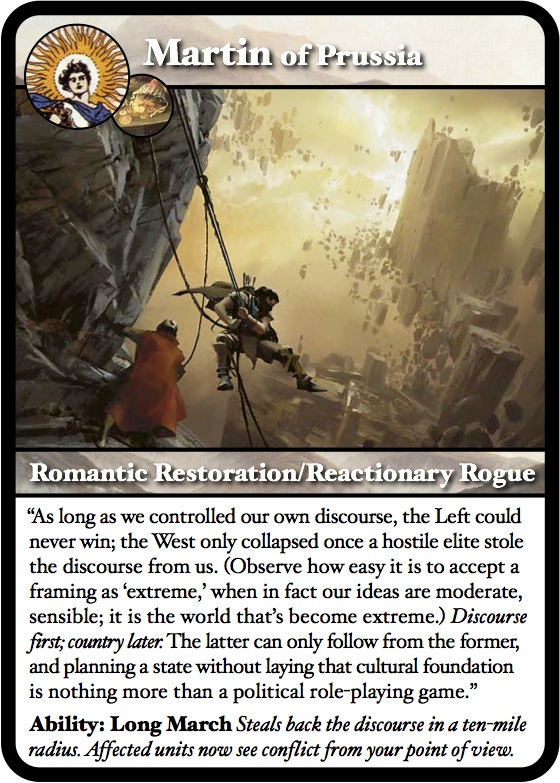 Martin of Prussia
Romantic Restoration/Reactionary Rogue
“As long as we controlled our own discourse, the Left could
never win; the West only collapsed once a hostile elite stole
the discourse from us. (Observe how easy it is to accept a
framing as ‘extreme,’ when in fact our ideas are moderate,
sensible; it is the world that’s become extreme.) Discourse
first; country later. The latter can only follow from the former,
and planning a state without laying that cultural foundation
is nothing more than a political role-playing game.”
Ability: Long March Steals back the discourse in a ten-mile
radius. Affected units now see conflict from your point of view.